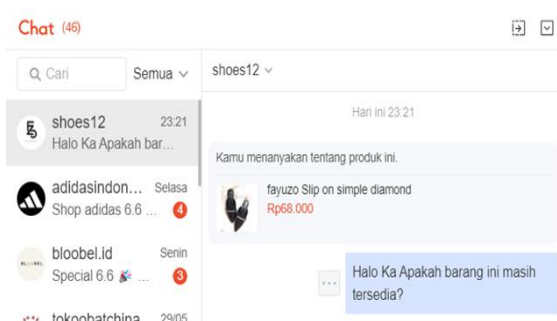 Chat (46)
Cari
Semua
shoes12
shoes12 23:21
Halo Ka Apakah bar...
adidasindon... Selasa
Shop adidas 6.6 ... 4
bloobel.id Senin
Special 6.6 🎉 ... 3
tokoobatchina 29/05
Hari ini 23:21
Kamu menanyakan tentang produk ini.
fayuzo Slip on simple diamond
Rp68.000
Halo Ka Apakah barang ini masih
tersedia?